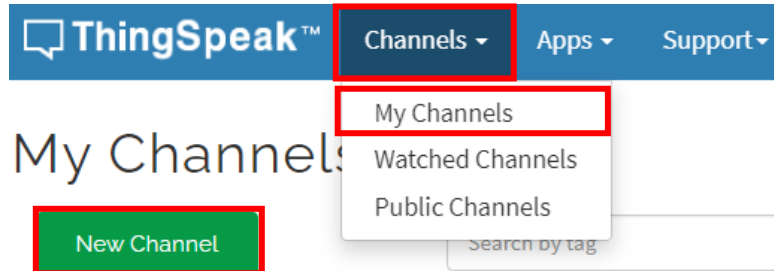 ThingSpeak™ Channels Apps Support
My Channels
My Channels
Watched Channels
Public Channels
New Channel
Search by tag